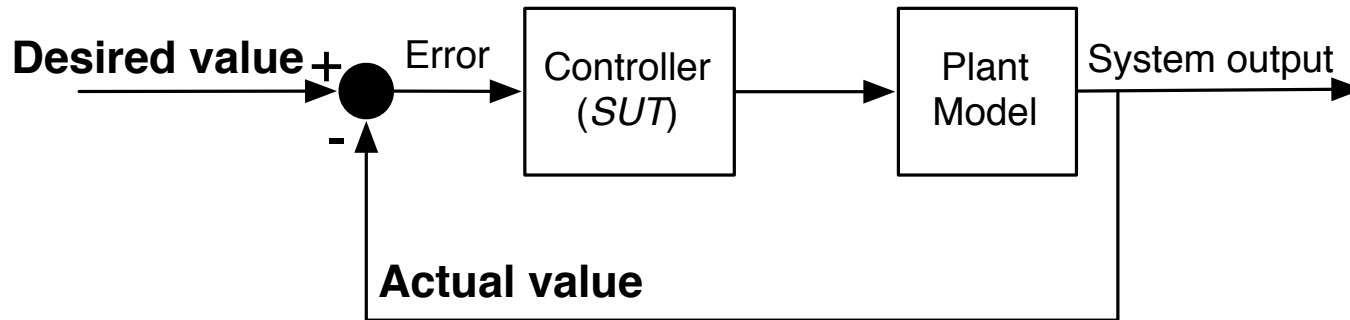 Desired value
+
-
Error
Controller
(SUT)
Plant
Model
System output
Actual value